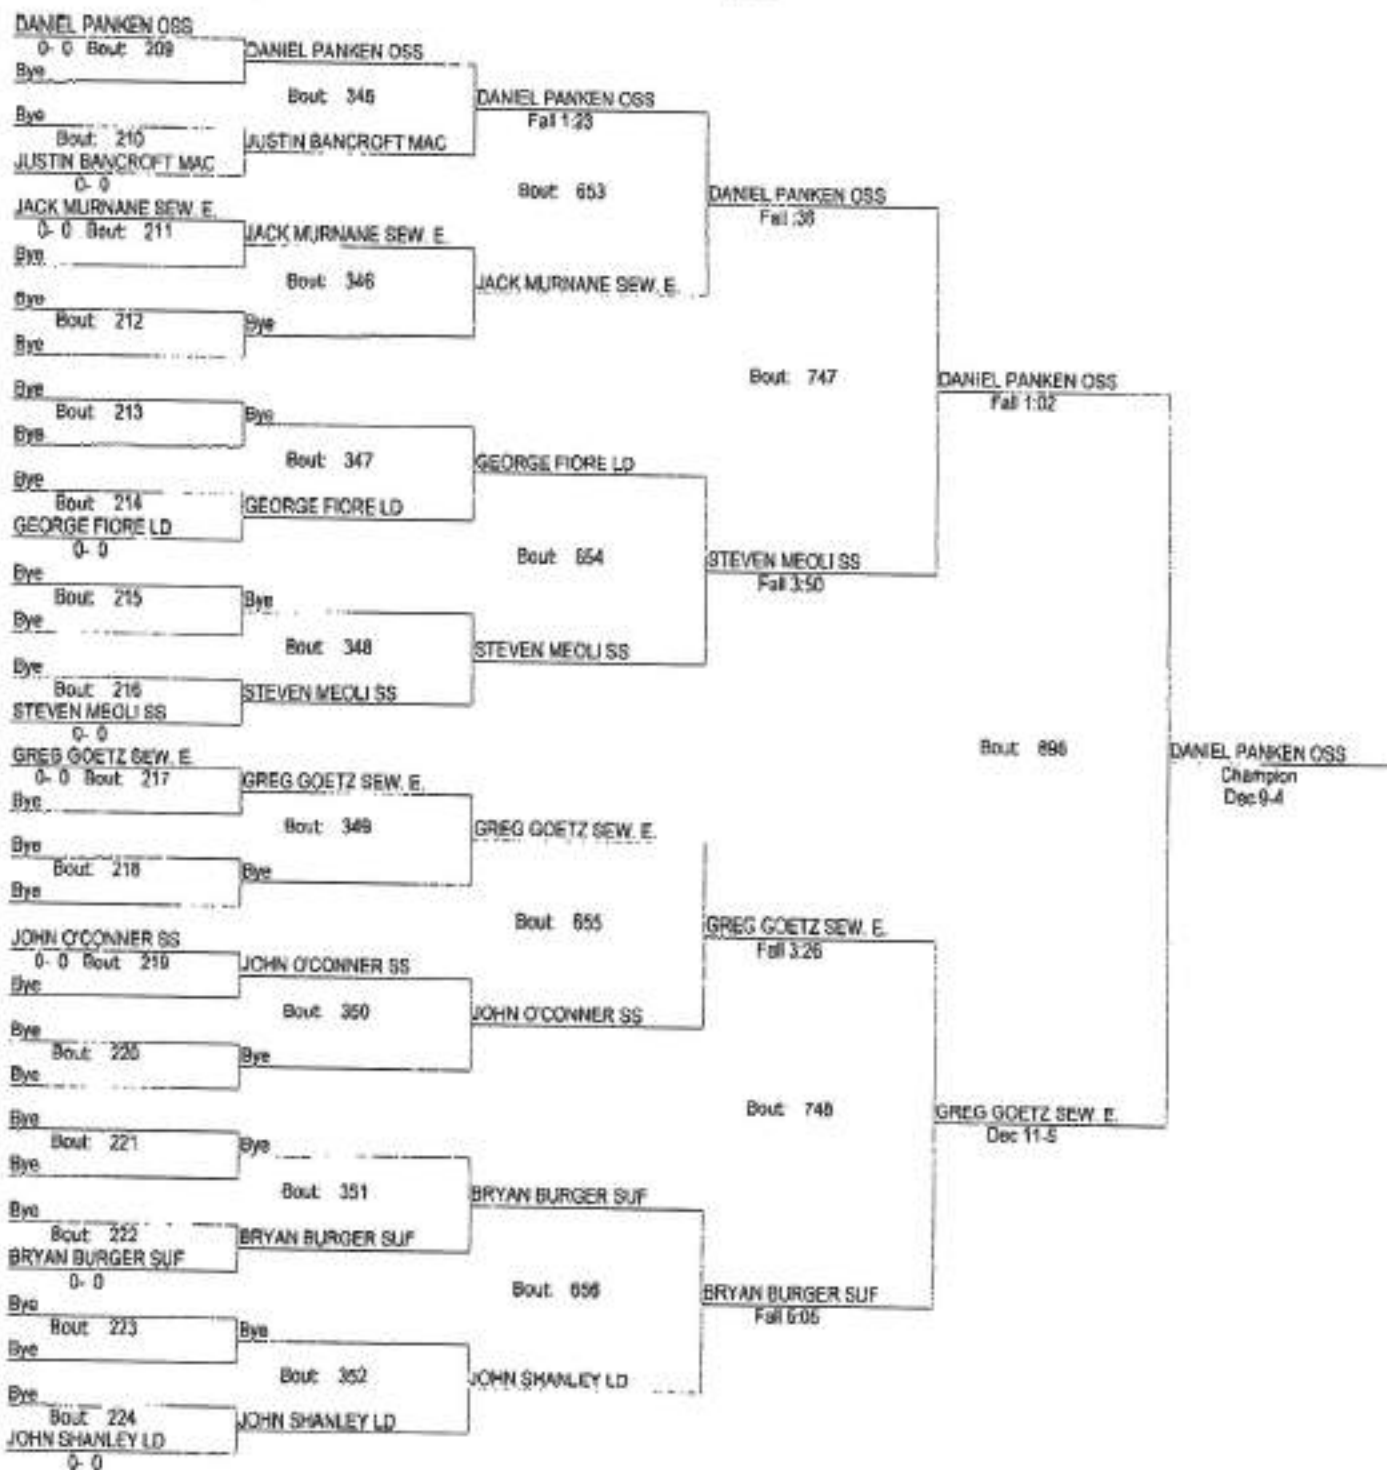 DANIEL PANKEN OSS
0- 0 Bout: 209
Bye
DANIEL PANKEN OSS
Bout: 345
Bye
Bout: 210
JUSTIN BANCROFT MAC
0- 0
JUSTIN BANCROFT MAC
DANIEL PANKEN OSS
Fall 1:23
Bout: 653
JACK MURNANE SEW. E.
0- 0 Bout: 211
Bye
JACK MURNANE SEW. E.
Bout: 346
Bye
Bout: 212
Bye
Bye
JACK MURNANE SEW. E.
DANIEL PANKEN OSS
Fall :36
Bout: 747
Bye
Bout: 213
Bye
Bye
Bout: 347
Bye
Bout: 214
GEORGE FIORE LD
0- 0
GEORGE FIORE LD
GEORGE FIORE LD
Bout: 654
Bye
Bout: 215
Bye
Bye
Bout: 348
Bye
Bout: 216
STEVEN MEOLI SS
0- 0
STEVEN MEOLI SS
STEVEN MEOLI SS
STEVEN MEOLI SS
Fall 3:50
DANIEL PANKEN OSS
Fall 1:02
Bout: 896
DANIEL PANKEN OSS
Champion
Dec 9-4
GREG GOETZ SEW. E.
0- 0 Bout: 217
Bye
GREG GOETZ SEW. E.
Bout: 349
Bye
Bout: 218
Bye
Bye
GREG GOETZ SEW. E.
Bout: 655
JOHN O'CONNER SS
0- 0 Bout: 219
Bye
JOHN O'CONNER SS
Bout: 350
Bye
Bout: 220
Bye
Bye
JOHN O'CONNER SS
GREG GOETZ SEW. E.
Fall 3:26
Bout: 748
Bye
Bout: 221
Bye
Bye
Bout: 351
Bye
Bout: 222
BRYAN BURGER SUF
0- 0
BRYAN BURGER SUF
BRYAN BURGER SUF
Bout: 656
Bye
Bout: 223
Bye
Bye
Bout: 352
Bye
Bout: 224
JOHN SHANLEY LD
0- 0
JOHN SHANLEY LD
JOHN SHANLEY LD
BRYAN BURGER SUF
Fall 5:05
GREG GOETZ SEW. E.
Dec 11-5